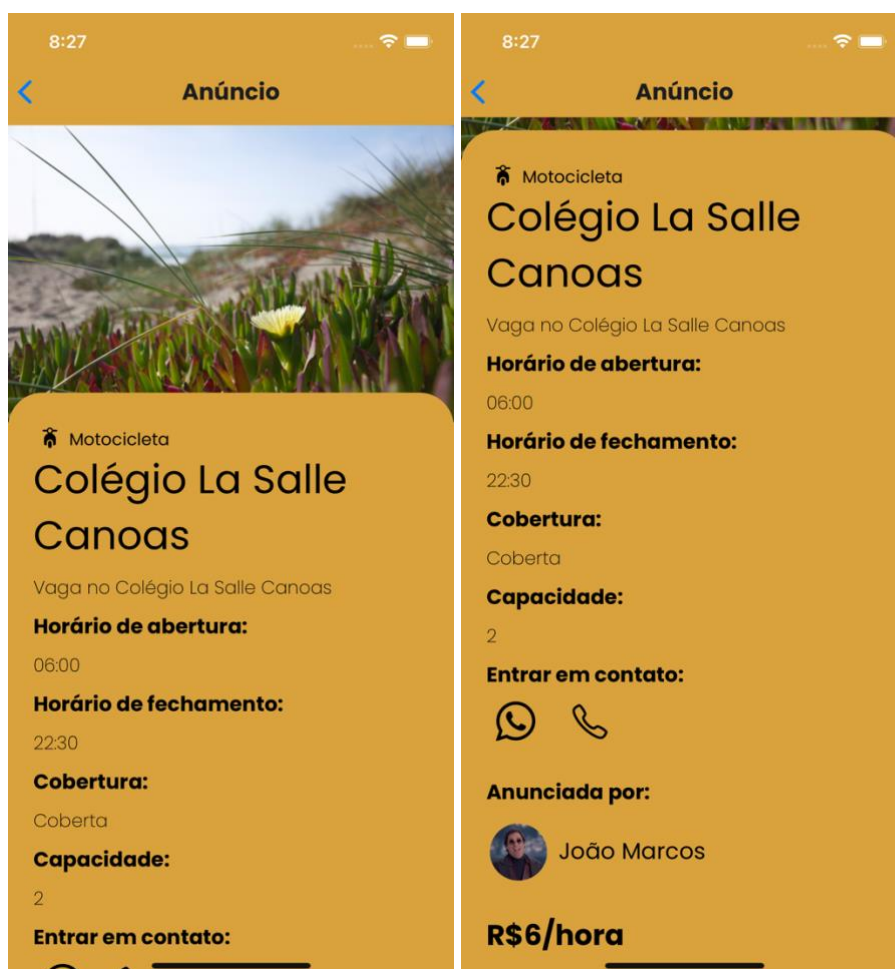 8:27
Anúncio
Motocicleta
Colégio La Salle
Canoas
Vaga no Colégio La Salle Canoas
Horário de abertura:
06:00
Horário de fechamento:
22:30
Cobertura:
Coberta
Capacidade:
2
Entrar em contato:
8:27
Anúncio
Motocicleta
Colégio La Salle
Canoas
Vaga no Colégio La Salle Canoas
Horário de abertura:
06:00
Horário de fechamento:
22:30
Cobertura:
Coberta
Capacidade:
2
Entrar em contato:
Anunciada por:
João Marcos
R$6/hora